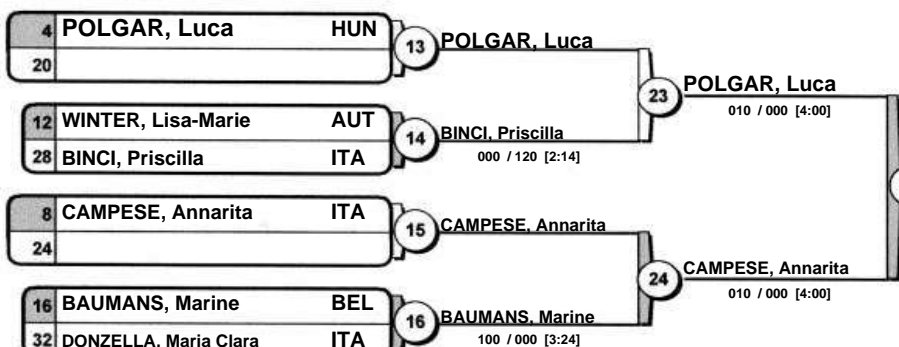 4 POLGAR, Luca HUN
20
13 POLGAR, Luca
12 WINTER, Lisa-Marie AUT
28 BINCI, Priscilla ITA
14 BINCI, Priscilla
000 / 120 [2:14]
23 POLGAR, Luca
010 / 000 [4:00]
8 CAMPESE, Annarita ITA
24
15 CAMPESE, Annarita
16 BAUMANS, Marine BEL
32 DONZELLA, Maria Clara ITA
16 BAUMANS, Marine
100 / 000 [3:24]
24 CAMPESE, Annarita
010 / 000 [4:00]